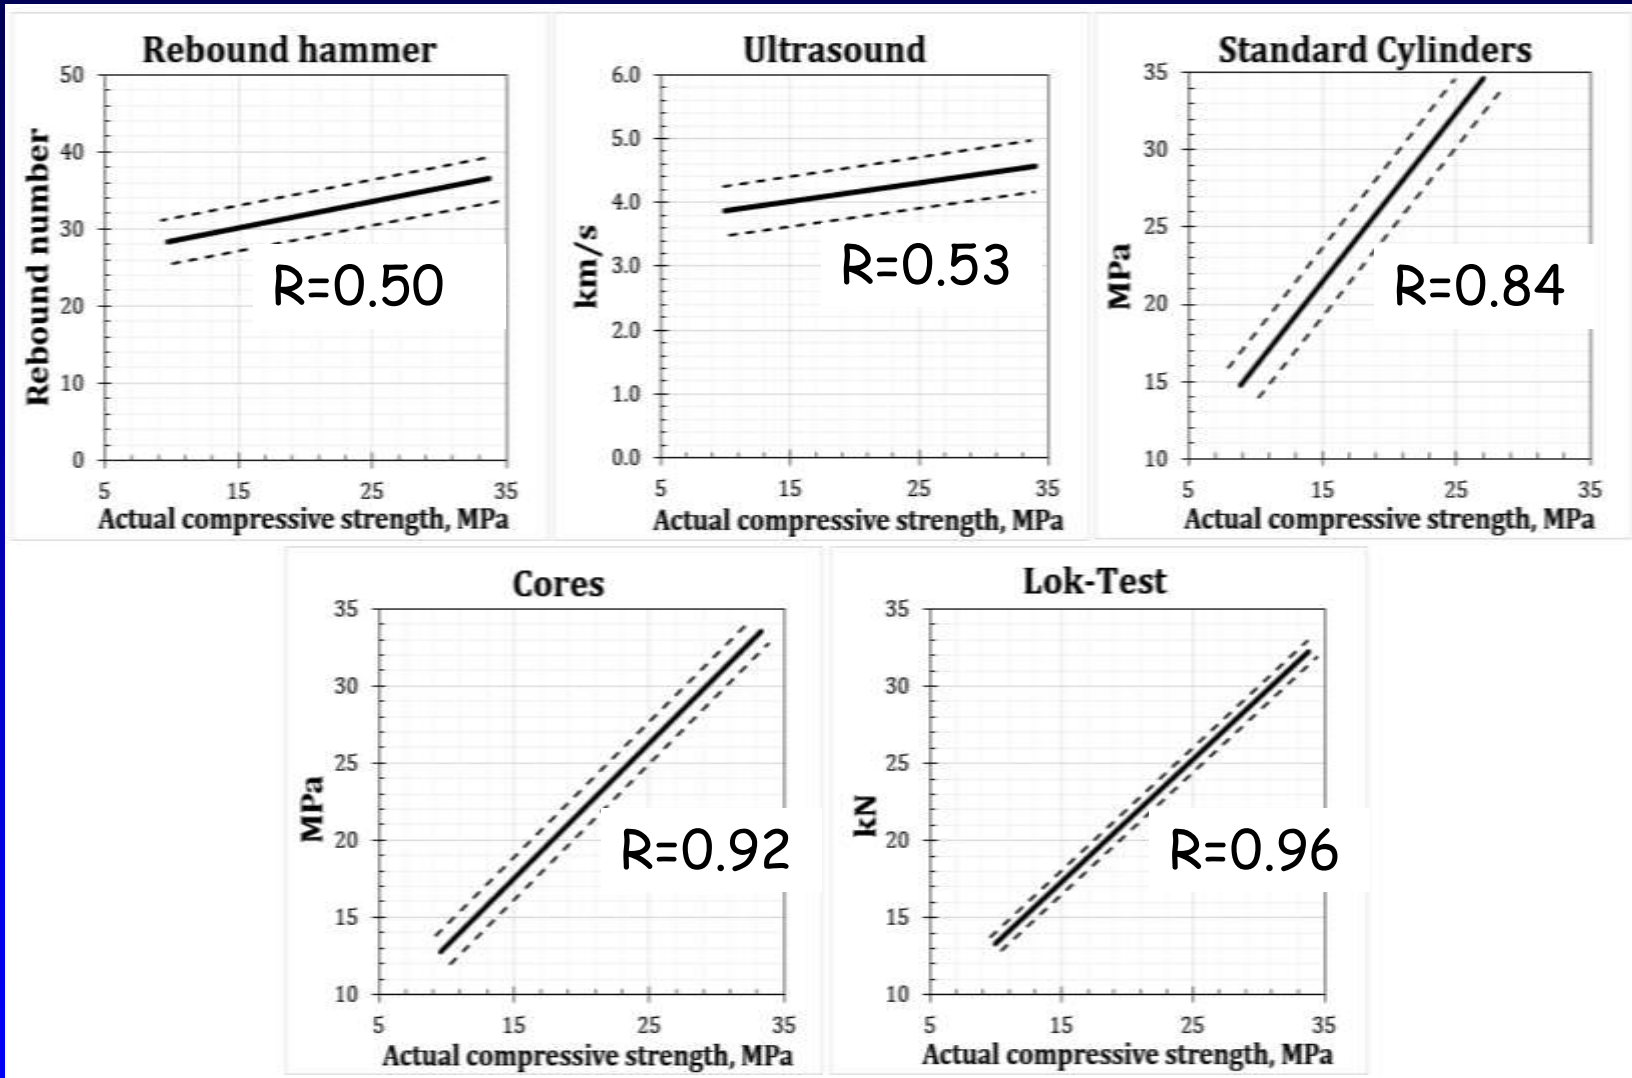 Rebound hammer
Rebound number
50
40
30
20
10
0
R=0.50
5 15 25 35
Actual compressive strength, MPa
Ultrasound
km/s
6.0
5.0
4.0
3.0
2.0
1.0
0.0
R=0.53
5 15 25 35
Actual compressive strength, MPa
Standard Cylinders
MPa
35
30
25
20
15
10
R=0.84
5 15 25 35
Actual compressive strength, MPa
Cores
MPa
35
30
25
20
15
10
R=0.92
5 15 25 35
Actual compressive strength, MPa
Lok-Test
kN
35
30
25
20
15
10
R=0.96
5 15 25 35
Actual compressive strength, MPa